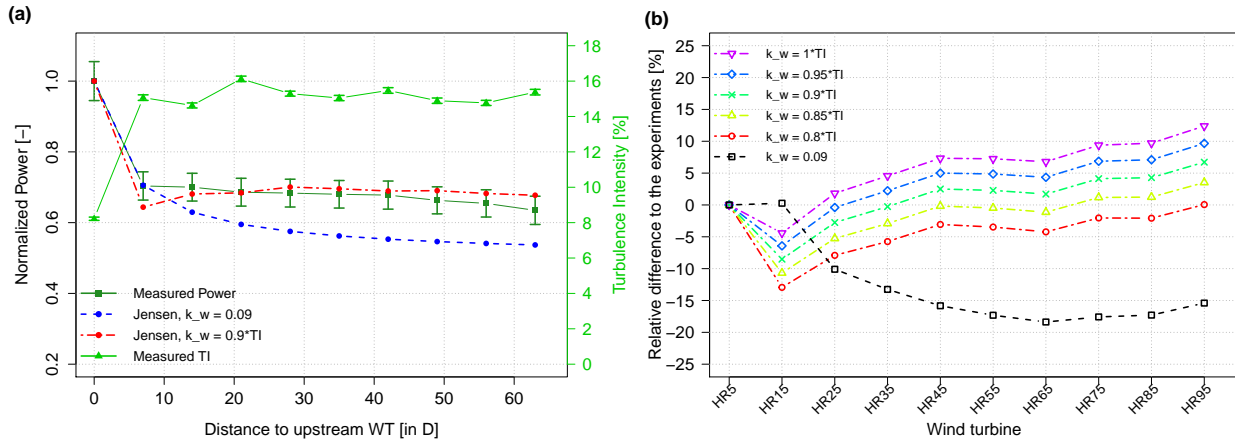 (a)
Normalized Power [−]
1.0
0.8
0.6
0.4
0.2
18
16
14
12
10
8
6
4
2
0
Turbulence Intensity [%]
Measured Power
Jensen, k_w = 0.09
Jensen, k_w = 0.9*TI
Measured TI
0 10 20 30 40 50 60
Distance to upstream WT [in D]
(b)
Relative difference to the experiments [%]
25
20
15
10
5
0
−5
−10
−15
−20
−25
k_w = 1*TI
k_w = 0.95*TI
k_w = 0.9*TI
k_w = 0.85*TI
k_w = 0.8*TI
k_w = 0.09
HR5 HR15 HR25 HR35 HR45 HR55 HR65 HR75 HR85 HR95
Wind turbine